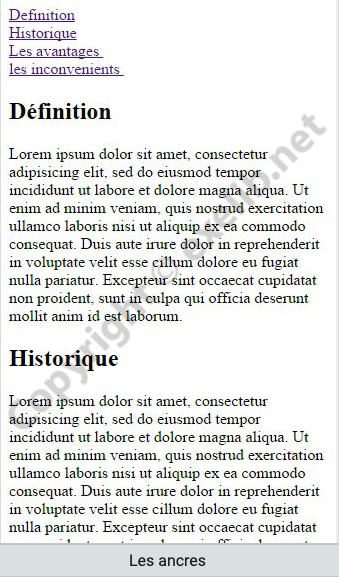 Definition
Historique
Les avantages
les inconvenients
Définition
Lorem ipsum dolor sit amet, consectetur
adipisicing elit, sed do eiusmod tempor
incididunt ut labore et dolore magna aliqua. Ut
enim ad minim veniam, quis nostrud exercitation
ullamco laboris nisi ut aliquip ex ea commodo
consequat. Duis aute irure dolor in reprehenderit
in voluptate velit esse cillum dolore eu fugiat
nulla pariatur. Excepteur sint occaecat cupidatat
non proident, sunt in culpa qui officia deserunt
mollit anim id est laborum.
Historique
Lorem ipsum dolor sit amet, consectetur
adipisicing elit, sed do eiusmod tempor
incididunt ut labore et dolore magna aliqua. Ut
enim ad minim veniam, quis nostrud exercitation
ullamco laboris nisi ut aliquip ex ea commodo
consequat. Duis aute irure dolor in reprehenderit
in voluptate velit esse cillum dolore eu fugiat
nulla pariatur. Excepteur sint occaecat cupidatat
Les ancres